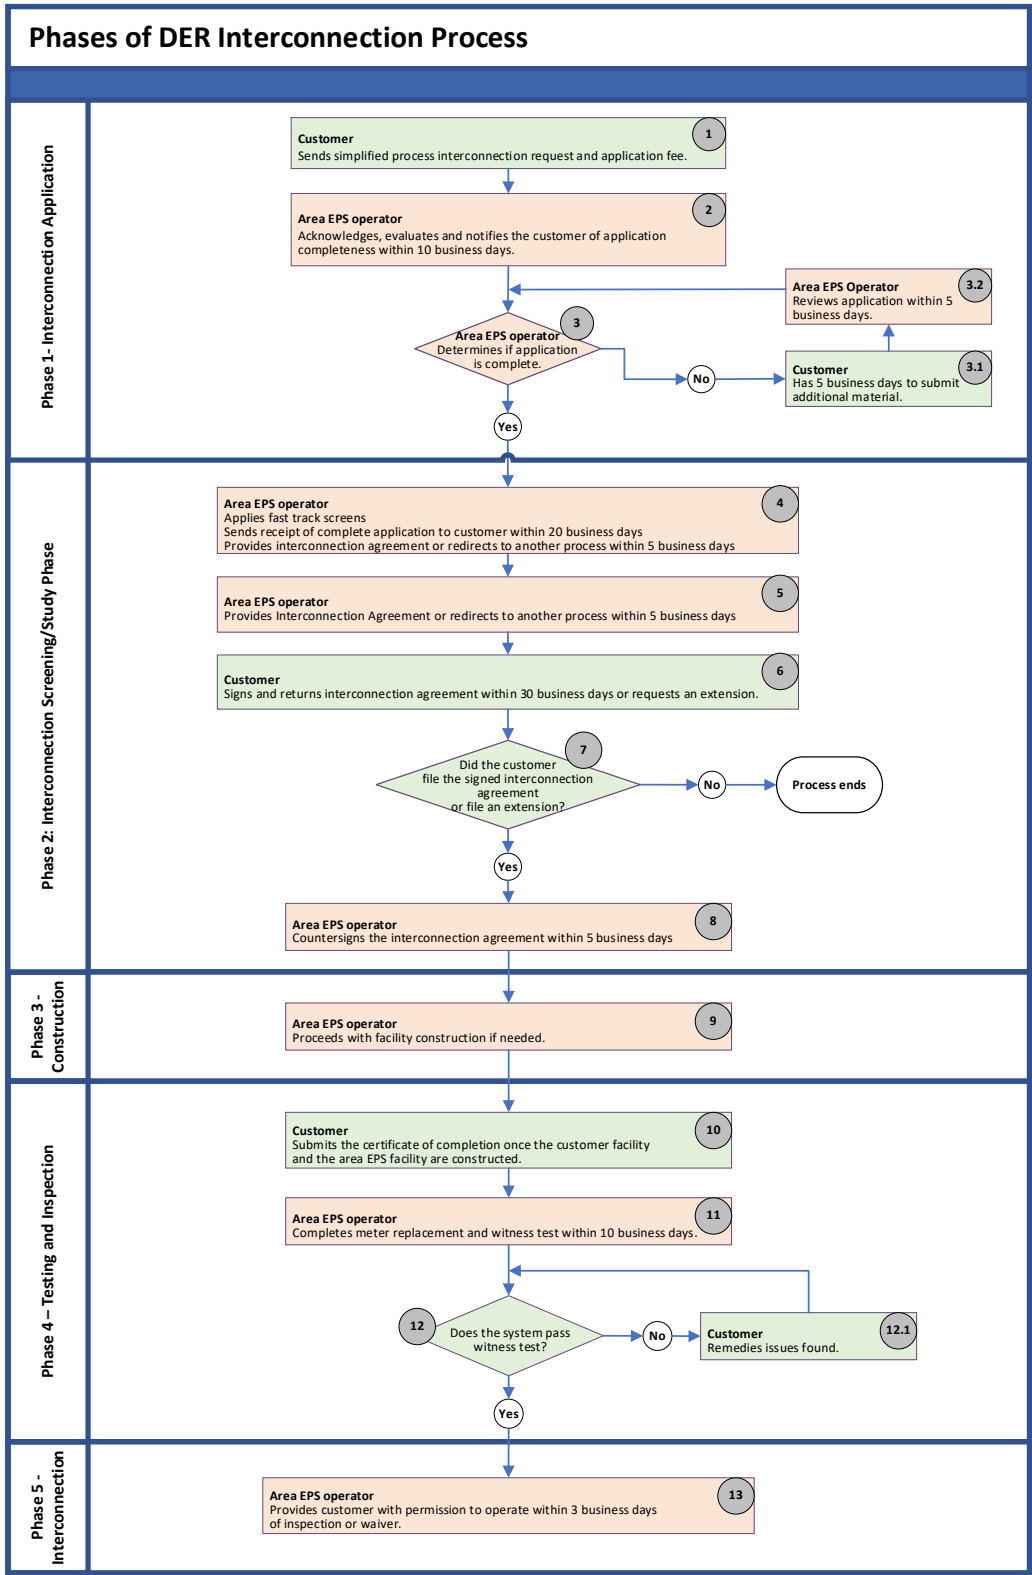 Phases of DER Interconnection Process
Phase 1- Interconnection Application
1
Customer
Sends simplified process interconnection request and application fee.
2
Area EPS operator
Acknowledges, evaluates and notifies the customer of application
completeness within 10 business days.
3.2
Area EPS Operator
Reviews application within 5
business days.
3
Area EPS operator
Determines if application
is complete.
No
3.1
Customer
Has 5 business days to submit
additional material.
Yes
Phase 2: Interconnection Screening/Study Phase
4
Area EPS operator
Applies fast track screens
Sends receipt of complete application to customer within 20 business days
Provides interconnection agreement or redirects to another process within 5 business days
5
Area EPS operator
Provides Interconnection Agreement or redirects to another process within 5 business days
6
Customer
Signs and returns interconnection agreement within 30 business days or requests an extension.
7
Did the customer
file the signed interconnection
agreement
or file an extension?
No
Process ends
Yes
8
Area EPS operator
Countersigns the interconnection agreement within 5 business days
Phase 3 -
Construction
9
Area EPS operator
Proceeds with facility construction if needed.
Phase 4 – Testing and Inspection
10
Customer
Submits the certificate of completion once the customer facility
and the area EPS facility are constructed.
11
Area EPS operator
Completes meter replacement and witness test within 10 business days.
12
Does the system pass
witness test?
No
12.1
Customer
Remedies issues found.
Yes
Phase 5 -
Interconnection
13
Area EPS operator
Provides customer with permission to operate within 3 business days
of inspection or waiver.